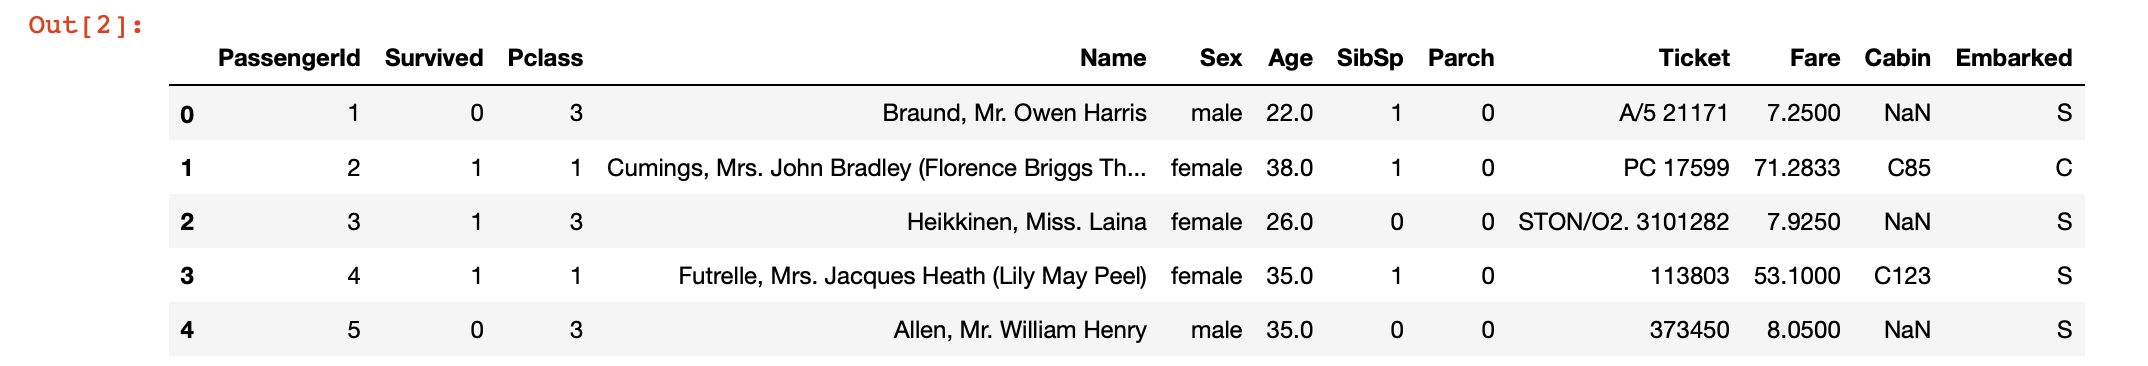 Out[2]:
PassengerId Survived Pclass Name Sex Age SibSp Parch Ticket Fare Cabin Embarked
0 1 0 3 Braund, Mr. Owen Harris male 22.0 1 0 A/5 21171 7.2500 NaN S
1 2 1 1 Cumings, Mrs. John Bradley (Florence Briggs Th... female 38.0 1 0 PC 17599 71.2833 C85 C
2 3 1 3 Heikkinen, Miss. Laina female 26.0 0 0 STON/O2. 3101282 7.9250 NaN S
3 4 1 1 Futrelle, Mrs. Jacques Heath (Lily May Peel) female 35.0 1 0 113803 53.1000 C123 S
4 5 0 3 Allen, Mr. William Henry male 35.0 0 0 373450 8.0500 NaN S